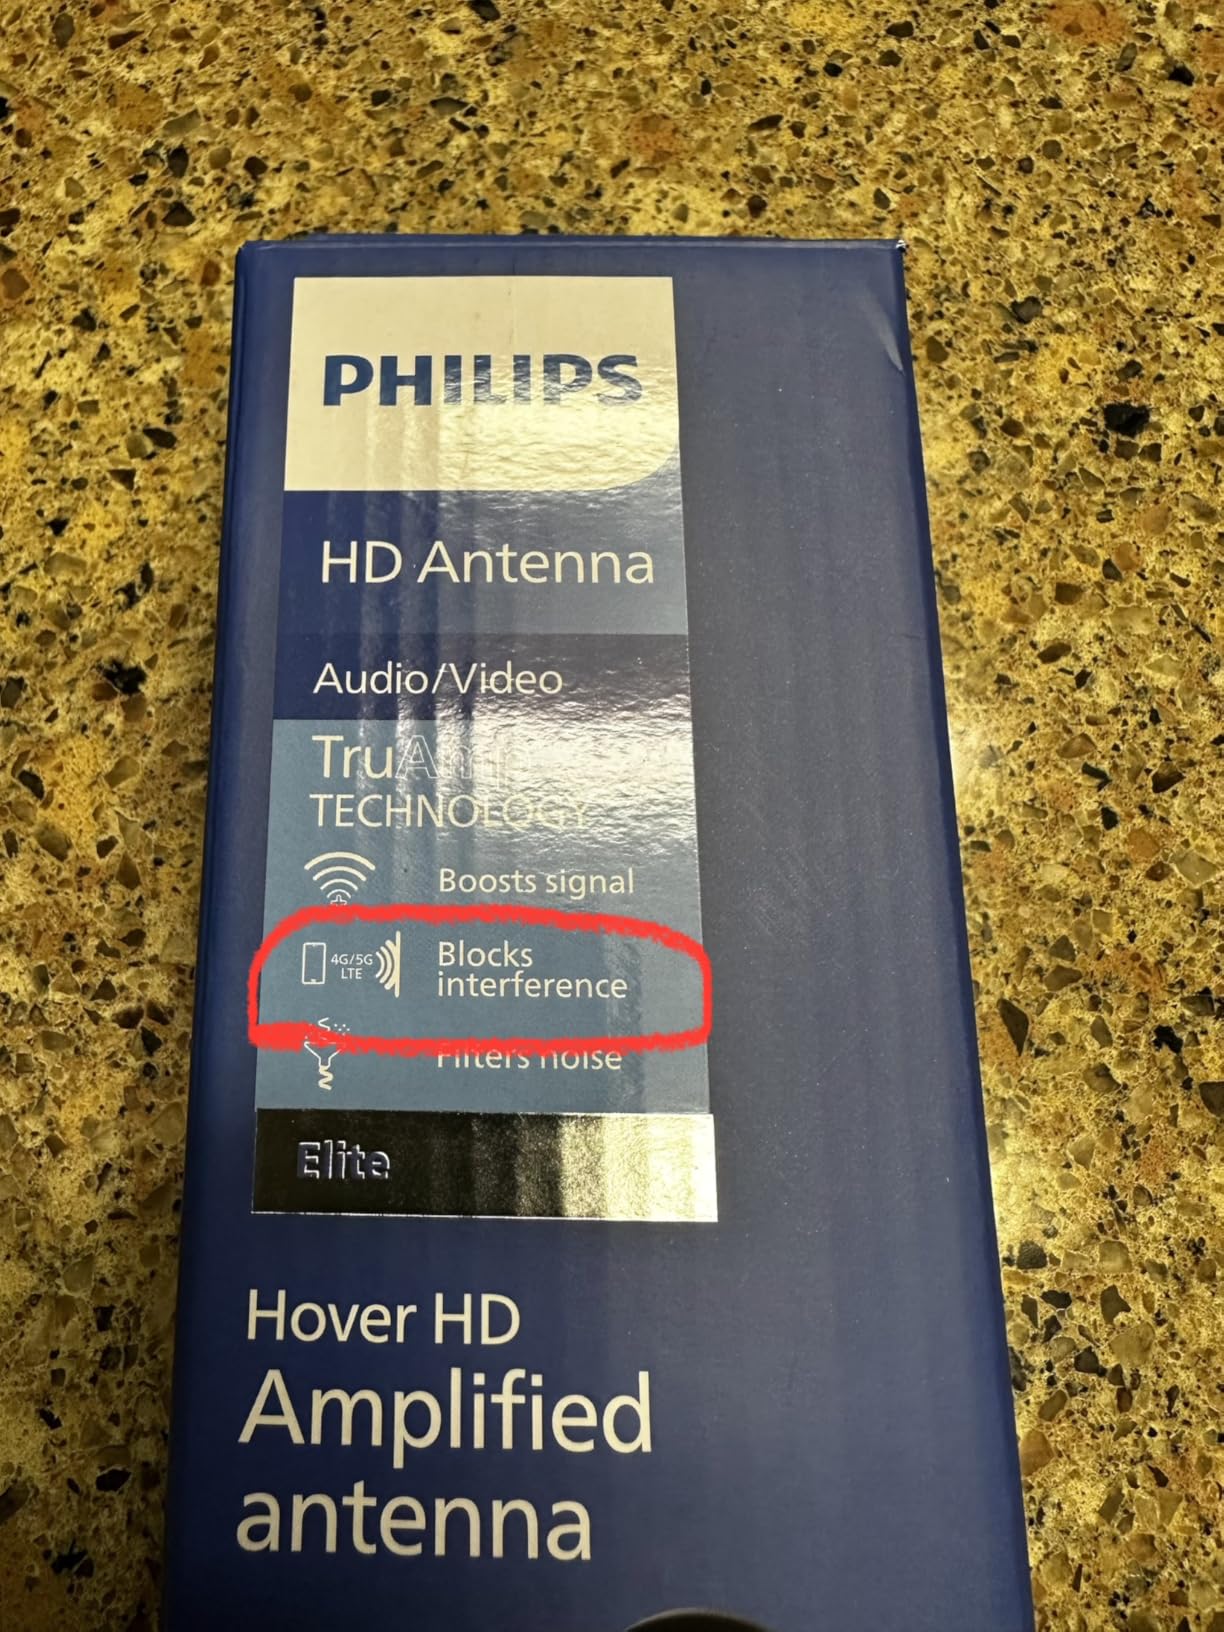 PHILIPS
HD Antenna
Audio/Video
TruAmp
TECHNOLOGY
Boosts signal
4G/5G
LTE
Blocks
interference
Filters noise
Elite
Hover HD
Amplified
antenna